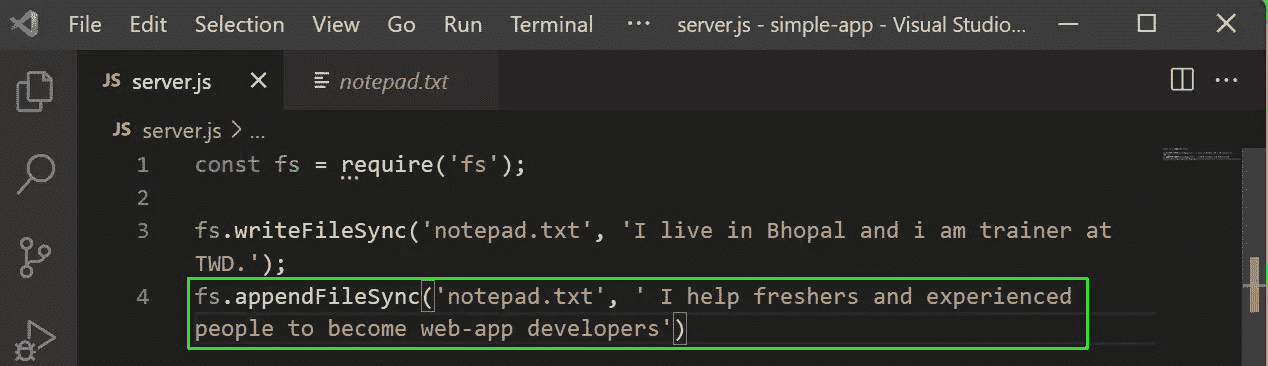 File Edit Selection View Go Run Terminal ··· server.js - simple-app - Visual Studio...
JS server.js notepad.txt ···
JS server.js > ...
1 const fs = require('fs');
2
3 fs.writeFileSync('notepad.txt', 'I live in Bhopal and i am trainer at
TWD.');
4 fs.appendFileSync('notepad.txt', ' I help freshers and experienced
people to become web-app developers')